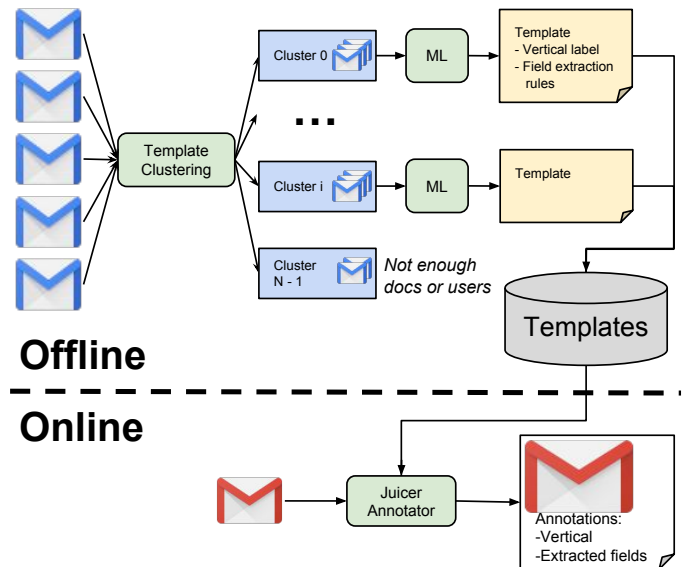 Template
- Vertical label
- Field extraction
rules
Cluster 0
ML
...
Template
Clustering
Cluster i
ML
Template
Cluster
N - 1
Not enough
docs or users
Templates
Offline
Online
Juicer
Annotator
Annotations:
-Vertical
-Extracted fields